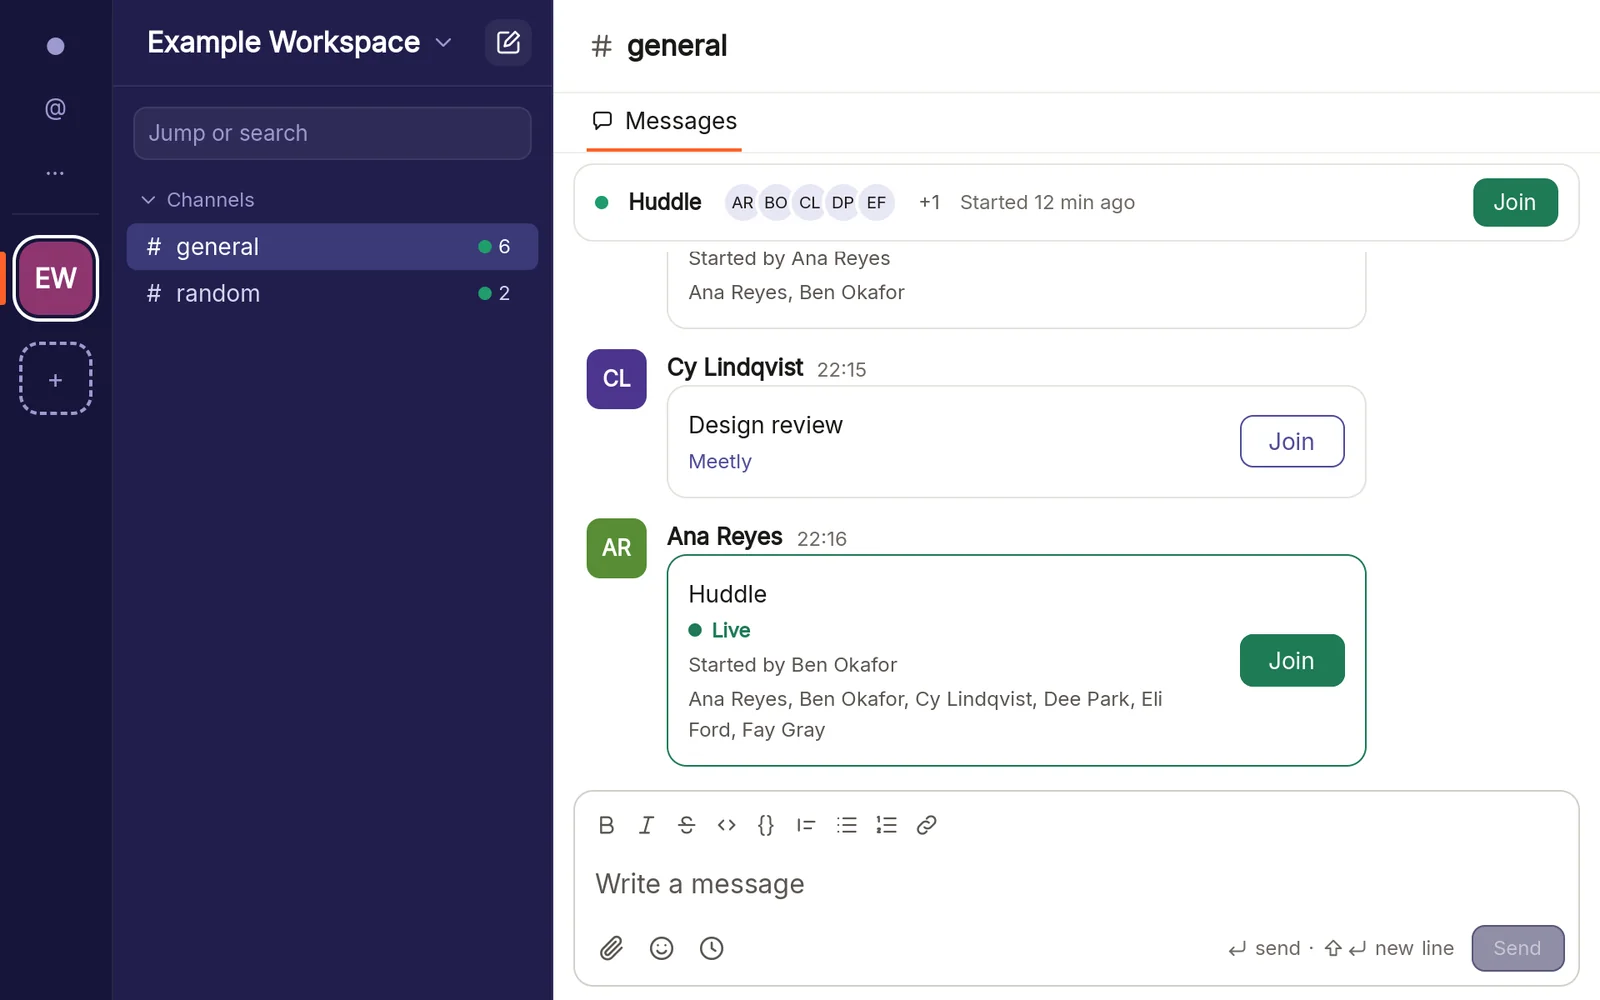 @
...
EW
+
Example Workspace
Jump or search
Channels
# general 6
# random 2
# general
Messages
Huddle AR BO CL DP EF +1 Started 12 min ago Join
Started by Ana Reyes
Ana Reyes, Ben Okafor
CL Cy Lindqvist 22:15
Design review
Meetly
Join
AR Ana Reyes 22:16
Huddle
Live
Started by Ben Okafor
Join
Ana Reyes, Ben Okafor, Cy Lindqvist, Dee Park, Eli
Ford, Fay Gray
Write a message
send · new line Send